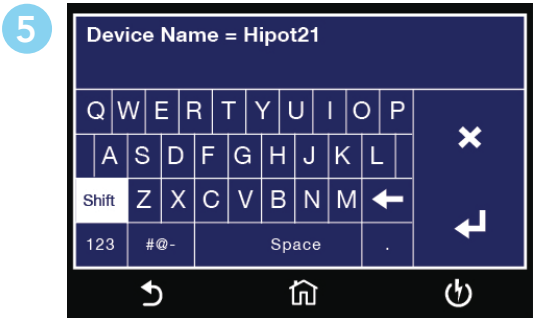 5
Device Name = Hipot21
Q W E R T Y U I O P
A S D F G H J K L
Shift Z X C V B N M
123 #@- Space .